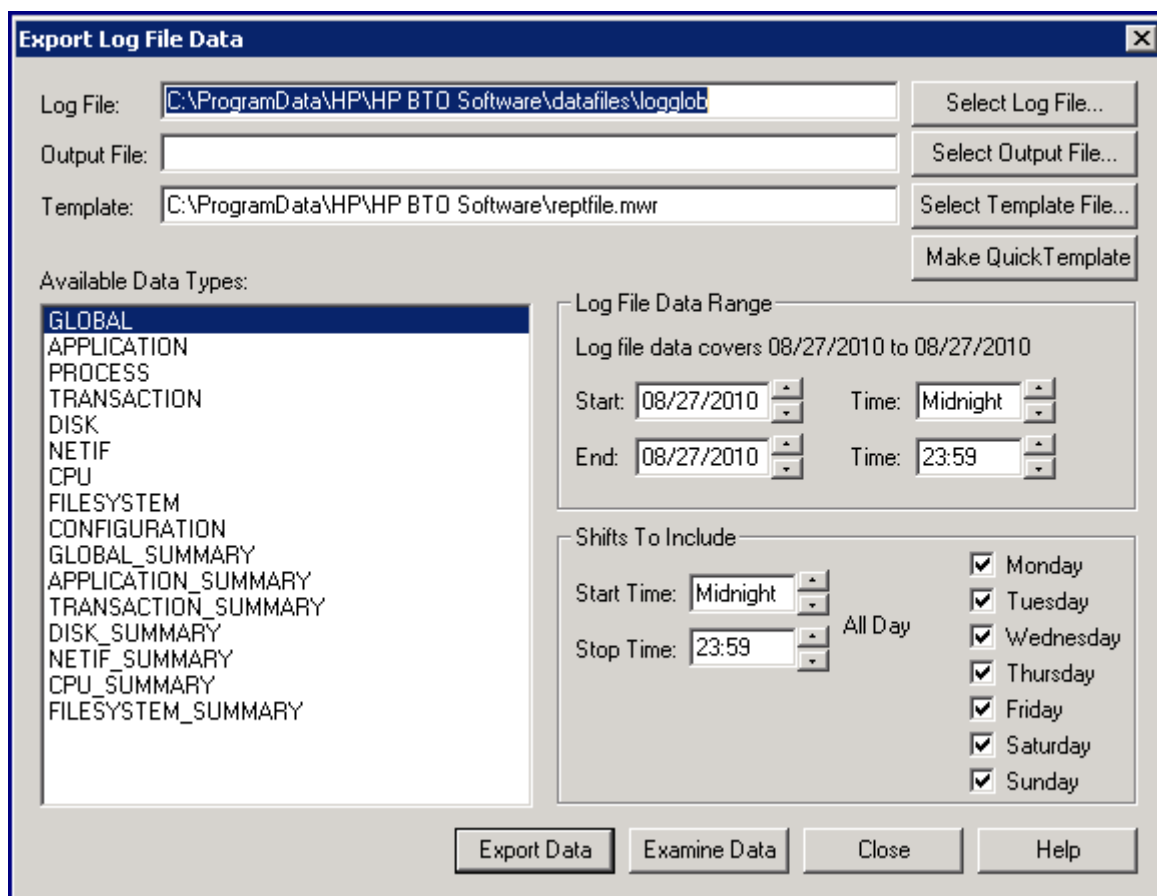 Export Log File Data
Log File: C:\ProgramData\HP\HP BTO Software\datafiles\logglob Select Log File...
Output File: Select Output File...
Template: C:\ProgramData\HP\HP BTO Software\reptfile.mwr Select Template File...
Make QuickTemplate
Available Data Types:
GLOBAL
APPLICATION
PROCESS
TRANSACTION
DISK
NETIF
CPU
FILESYSTEM
CONFIGURATION
GLOBAL_SUMMARY
APPLICATION_SUMMARY
TRANSACTION_SUMMARY
DISK_SUMMARY
NETIF_SUMMARY
CPU_SUMMARY
FILESYSTEM_SUMMARY
Log File Data Range
Log file data covers 08/27/2010 to 08/27/2010
Start: 08/27/2010 Time: Midnight
End: 08/27/2010 Time: 23:59
Shifts To Include
Start Time: Midnight
Stop Time: 23:59
All Day
Monday
Tuesday
Wednesday
Thursday
Friday
Saturday
Sunday
Export Data Examine Data Close Help